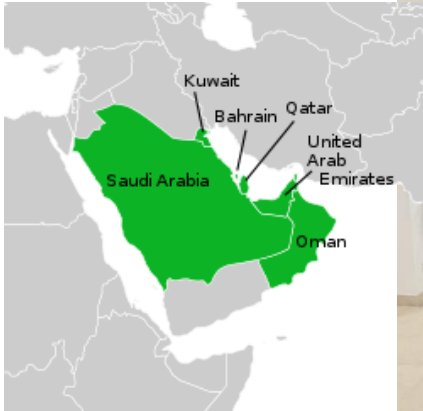 Kuwait
Bahrain
Qatar
United
Arab
Emirates
Saudi Arabia
Oman